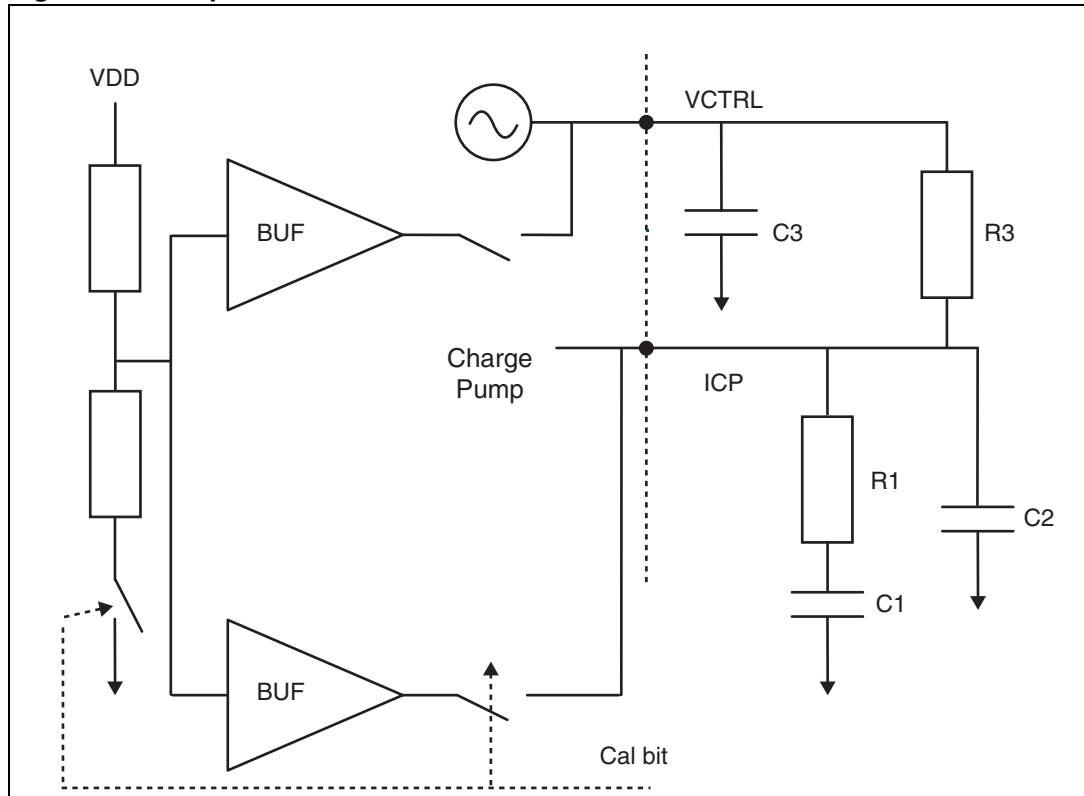 VDD
VCTRL
BUF
C3
R3
Charge
Pump
ICP
R1
C2
C1
BUF
Cal bit